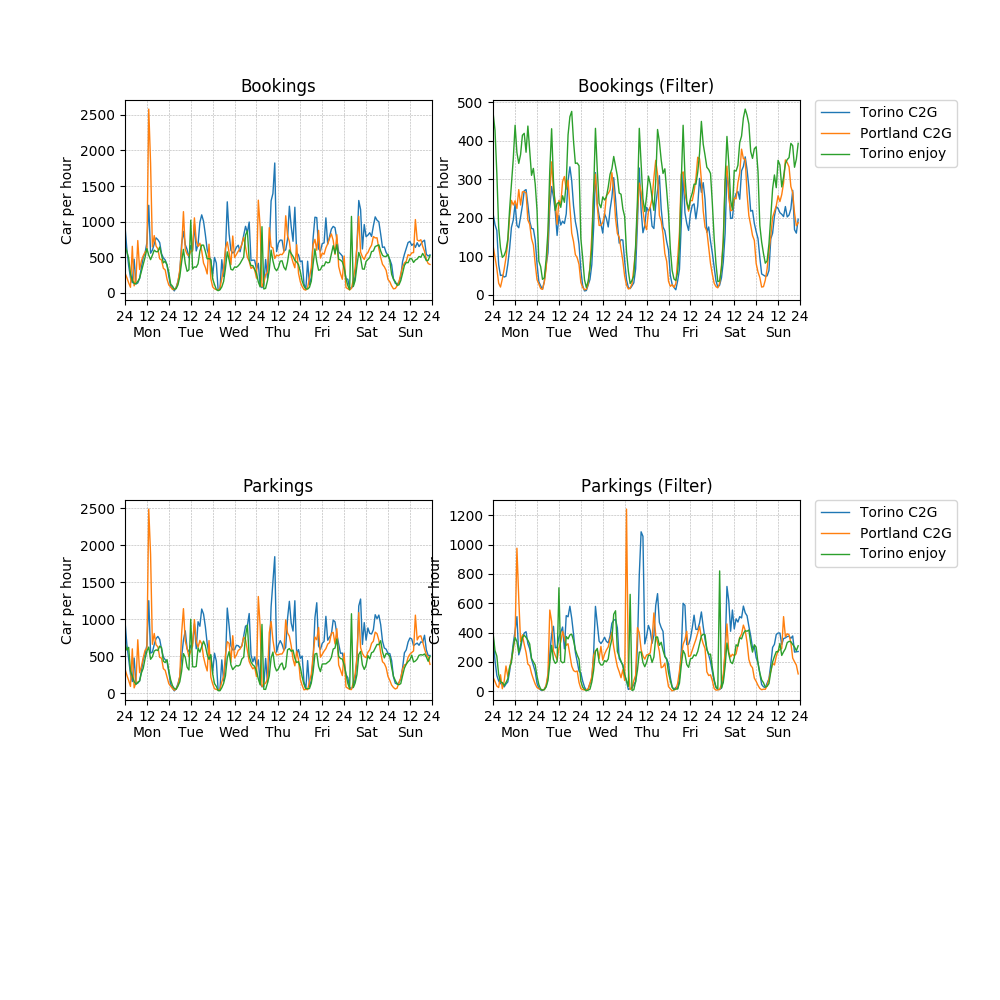 Bookings
Bookings (Filter)
Car per hour
2500
2000
1500
1000
500
0
24 12 24 12 24 12 24 12 24 12 24 12 24 12 24
Mon Tue Wed Thu Fri Sat Sun
Car per hour
500
400
300
200
100
0
24 12 24 12 24 12 24 12 24 12 24 12 24 12 24
Mon Tue Wed Thu Fri Sat Sun
Torino C2G
Portland C2G
Torino enjoy
Parkings
Parkings (Filter)
Car per hour
2500
2000
1500
1000
500
0
24 12 24 12 24 12 24 12 24 12 24 12 24 12 24
Mon Tue Wed Thu Fri Sat Sun
Car per hour
1200
1000
800
600
400
200
0
24 12 24 12 24 12 24 12 24 12 24 12 24 12 24
Mon Tue Wed Thu Fri Sat Sun
Torino C2G
Portland C2G
Torino enjoy